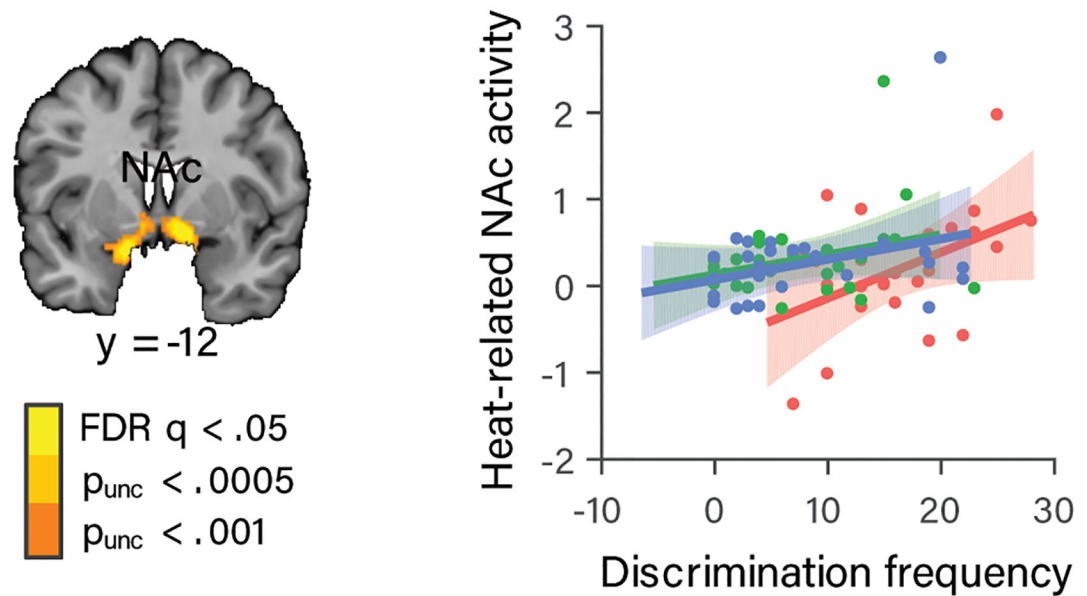 NAc
y = -12
FDR q < .05
punc < .0005
punc < .001
Heat-related NAc activity
3
2
1
0
-1
-2
-10 0 10 20 30
Discrimination frequency